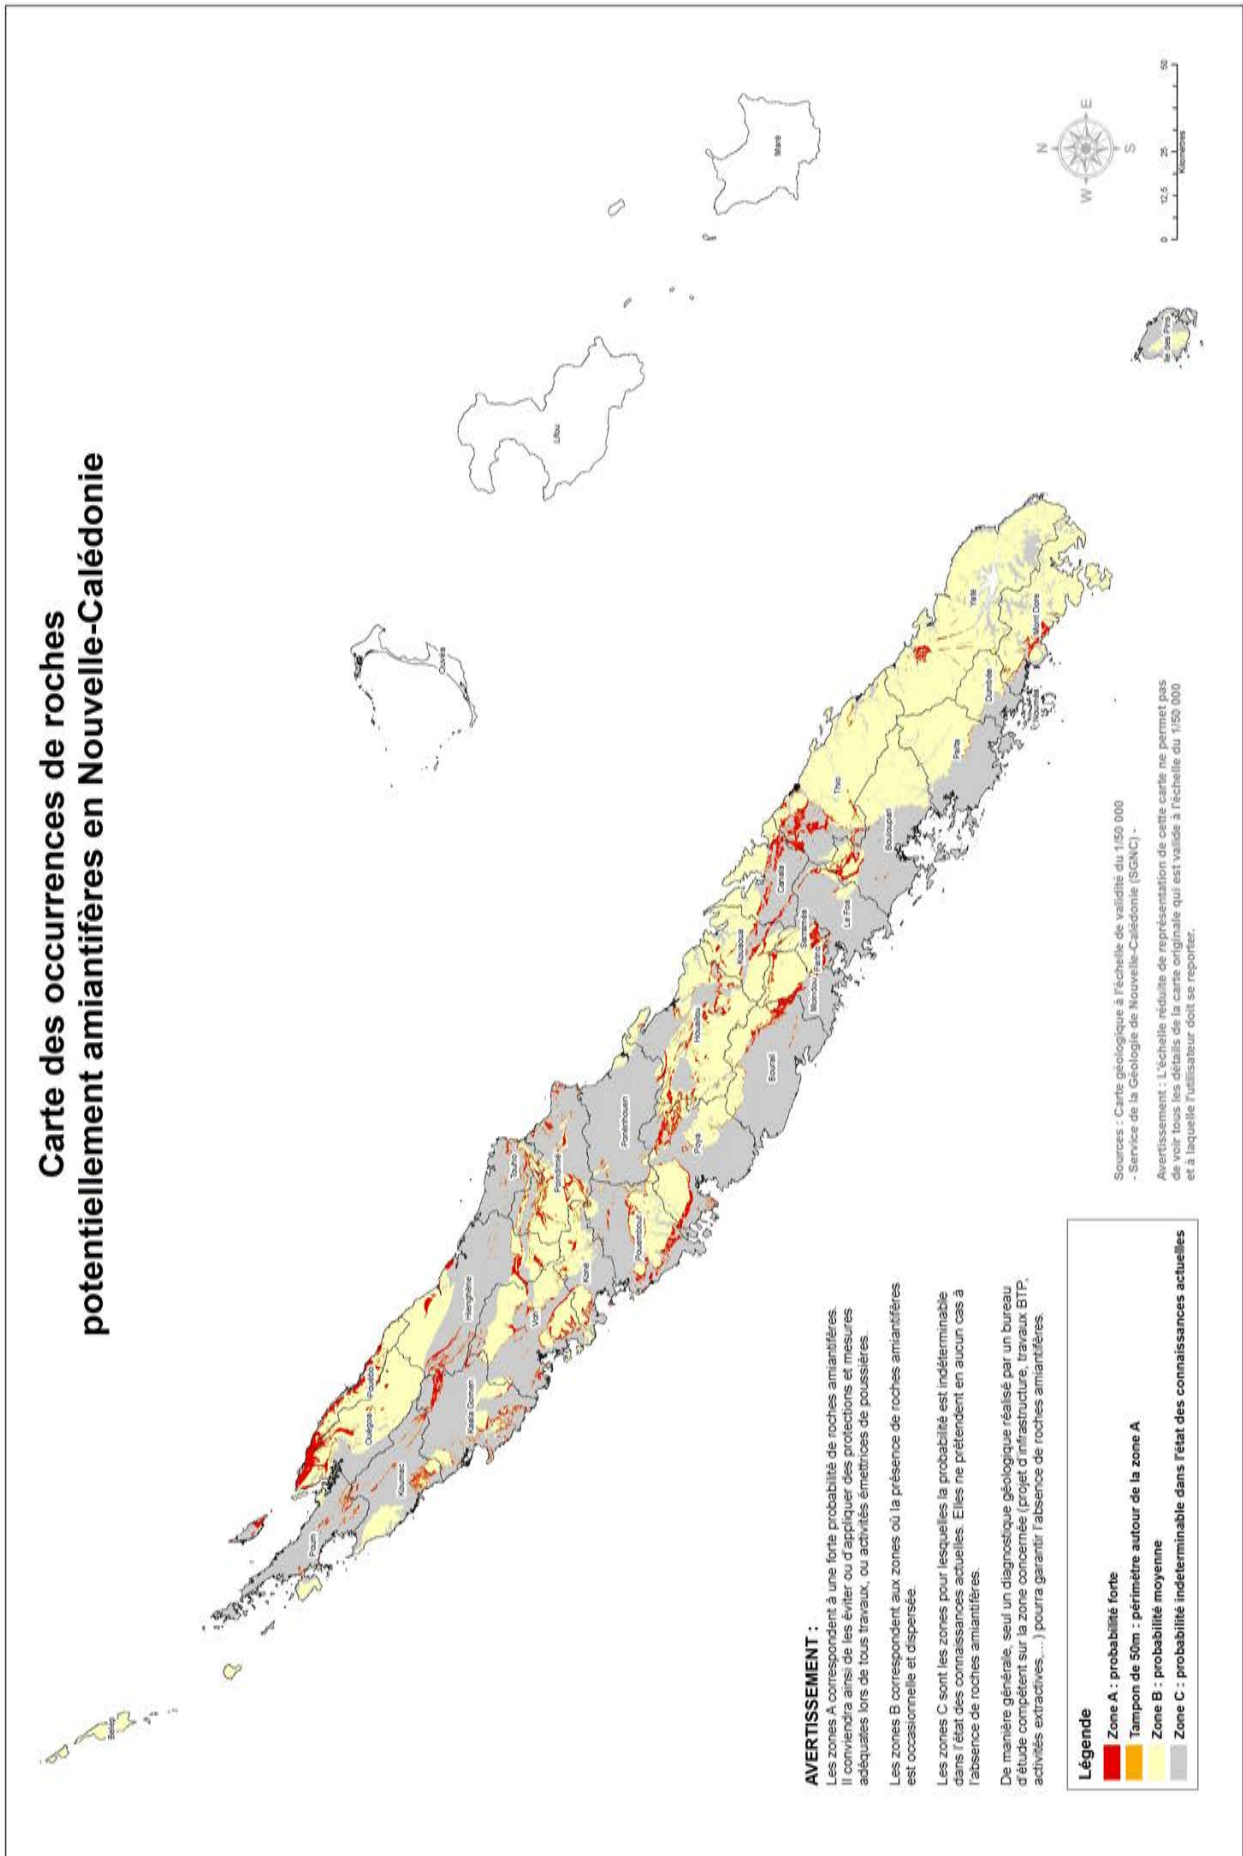 Carte des occurrences de roches
potentiellement amiantifères en Nouvelle-Calédonie
Belep
Poum
Ouégoa
Pouébo
Koumac
Kaala Gomen
Hienghène
Voh
Touho
Koné
Poindimié
Pouembout
Ponérihouen
Poya
Houaïlou
Bourail
Kouaoua
Moindou
Farino
Sarraméa
La Foa
Canala
Thio
Bouloupari
Païta
Dumbéa
Nouméa
Mont Dore
Yaté
Ouvéa
Lifou
Maré
Ile des Pins
N
W
E
S
0
12,5
25
50
Kilomètres
AVERTISSEMENT :
Les zones A correspondent à une forte probabilité de roches amiantifères.
Il conviendra ainsi de les éviter ou d'appliquer des protections et mesures
adéquates lors de tous travaux, ou activités émettrices de poussières.
Les zones B correspondent aux zones où la présence de roches amiantifères
est occasionnelle et dispersée.
Les zones C sont les zones pour lesquelles la probabilité est indéterminable
dans l'état des connaissances actuelles. Elles ne prétendent en aucun cas à
l'absence de roches amiantifères.
De manière générale, seul un diagnostique géologique réalisé par un bureau
d'étude compétent sur la zone concernée (projet d'infrastructure, travaux BTP,
activités extractives,...) pourra garantir l'absence de roches amiantifères.
Légende
Zone A : probabilité forte
Tampon de 50m : périmètre autour de la zone A
Zone B : probabilité moyenne
Zone C : probabilité indeterminable dans l'état des connaissances actuelles
Sources : Carte géologique à l'échelle de validité du 1/50 000
- Service de la Géologie de Nouvelle-Calédonie (SGNC) -
Avertissement : L'échelle réduite de représentation de cette carte ne permet pas
de voir tous les détails de la carte originale qui est valide à l'échelle du 1/50 000
et à laquelle l'utilisateur doit se reporter.